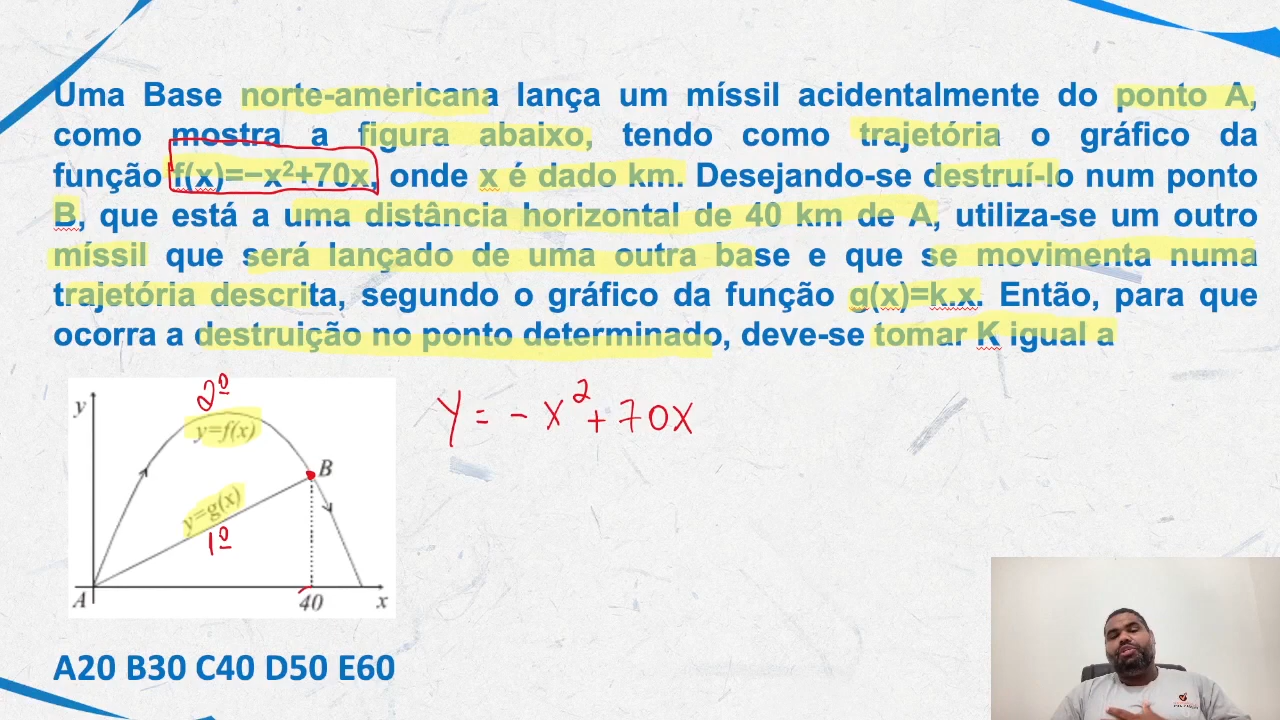 Uma Base norte-americana lança um míssil acidentalmente do ponto A,
como mostra a figura abaixo, tendo como trajetória o gráfico da
função f(x)=−x²+70x, onde x é dado km. Desejando-se destruí-lo num ponto
B, que está a uma distância horizontal de 40 km de A, utiliza-se um outro
míssil que será lançado de uma outra base e que se movimenta numa
trajetória descrita, segundo o gráfico da função g(x)=k.x. Então, para que
ocorra a destruição no ponto determinado, deve-se tomar K igual a
2º
y
y=f(x)
Y = - X² + 70X
B
y=g(x)
1º
A
40
x
A20 B30 C40 D50 E60